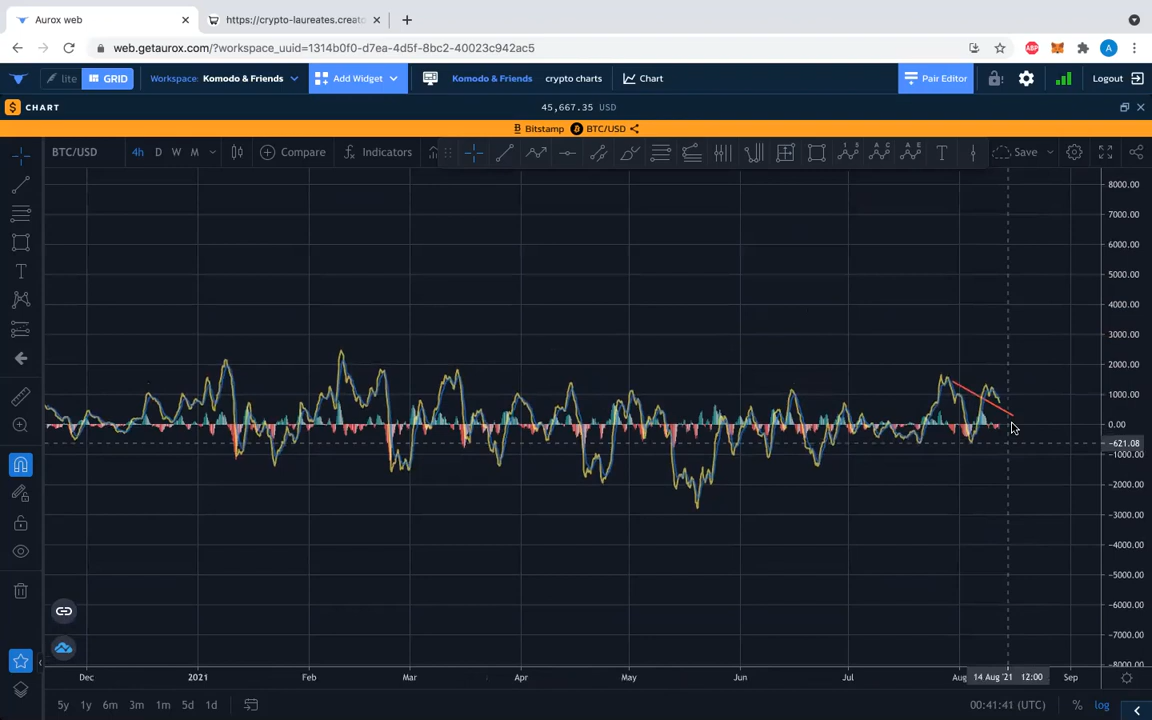 Aurox web
https://crypto-laureates.creato
web.getaurox.com/?workspace_uuid=1314b0f0-d7ea-4d5f-8bc2-40023c942ac5
ABP
A
lite
GRID
Workspace: Komodo & Friends
Add Widget
Komodo & Friends
crypto charts
Chart
Pair Editor
Logout
CHART
45,667.35 USD
Bitstamp BTC/USD
BTC/USD
4h D W M
Compare
Indicators
Save
8000.00
7000.00
6000.00
5000.00
4000.00
3000.00
2000.00
1000.00
0.00
−621.08
−1000.00
−2000.00
−3000.00
−4000.00
−5000.00
−6000.00
−7000.00
−8000.00
Dec 2021 Feb Mar Apr May Jun Jul Aug 14 Aug '21 12:00 Sep
5y 1y 6m 3m 1m 5d 1d
00:41:41 (UTC)
% log